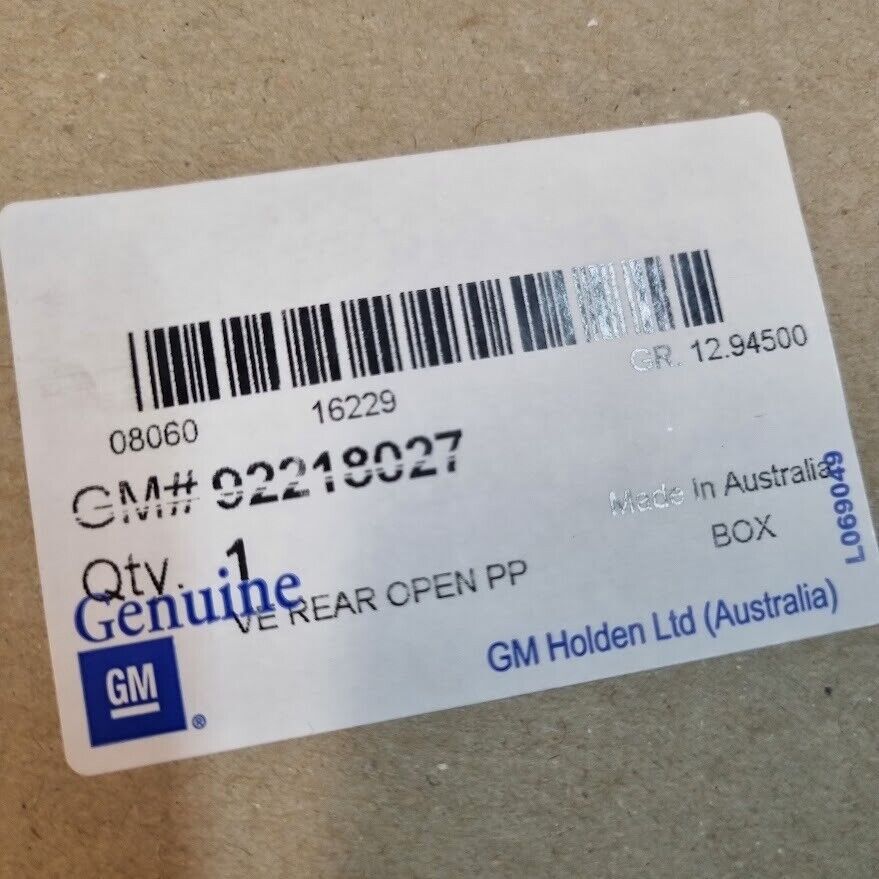 GR. 12.94500
08060 16229
GM# 92218027
Made in Australia
BOX
L069049
Qty. 1
Genuine
VE REAR OPEN PP
GM Holden Ltd (Australia)
GM
®